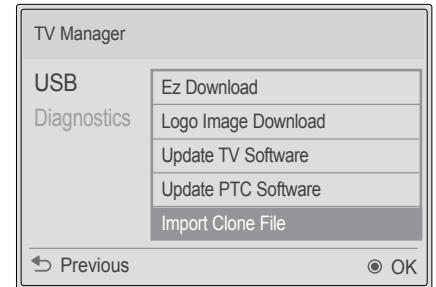 TV Manager
USB
Diagnostics
Ez Download
Logo Image Download
Update TV Software
Update PTC Software
Import Clone File
Previous
OK